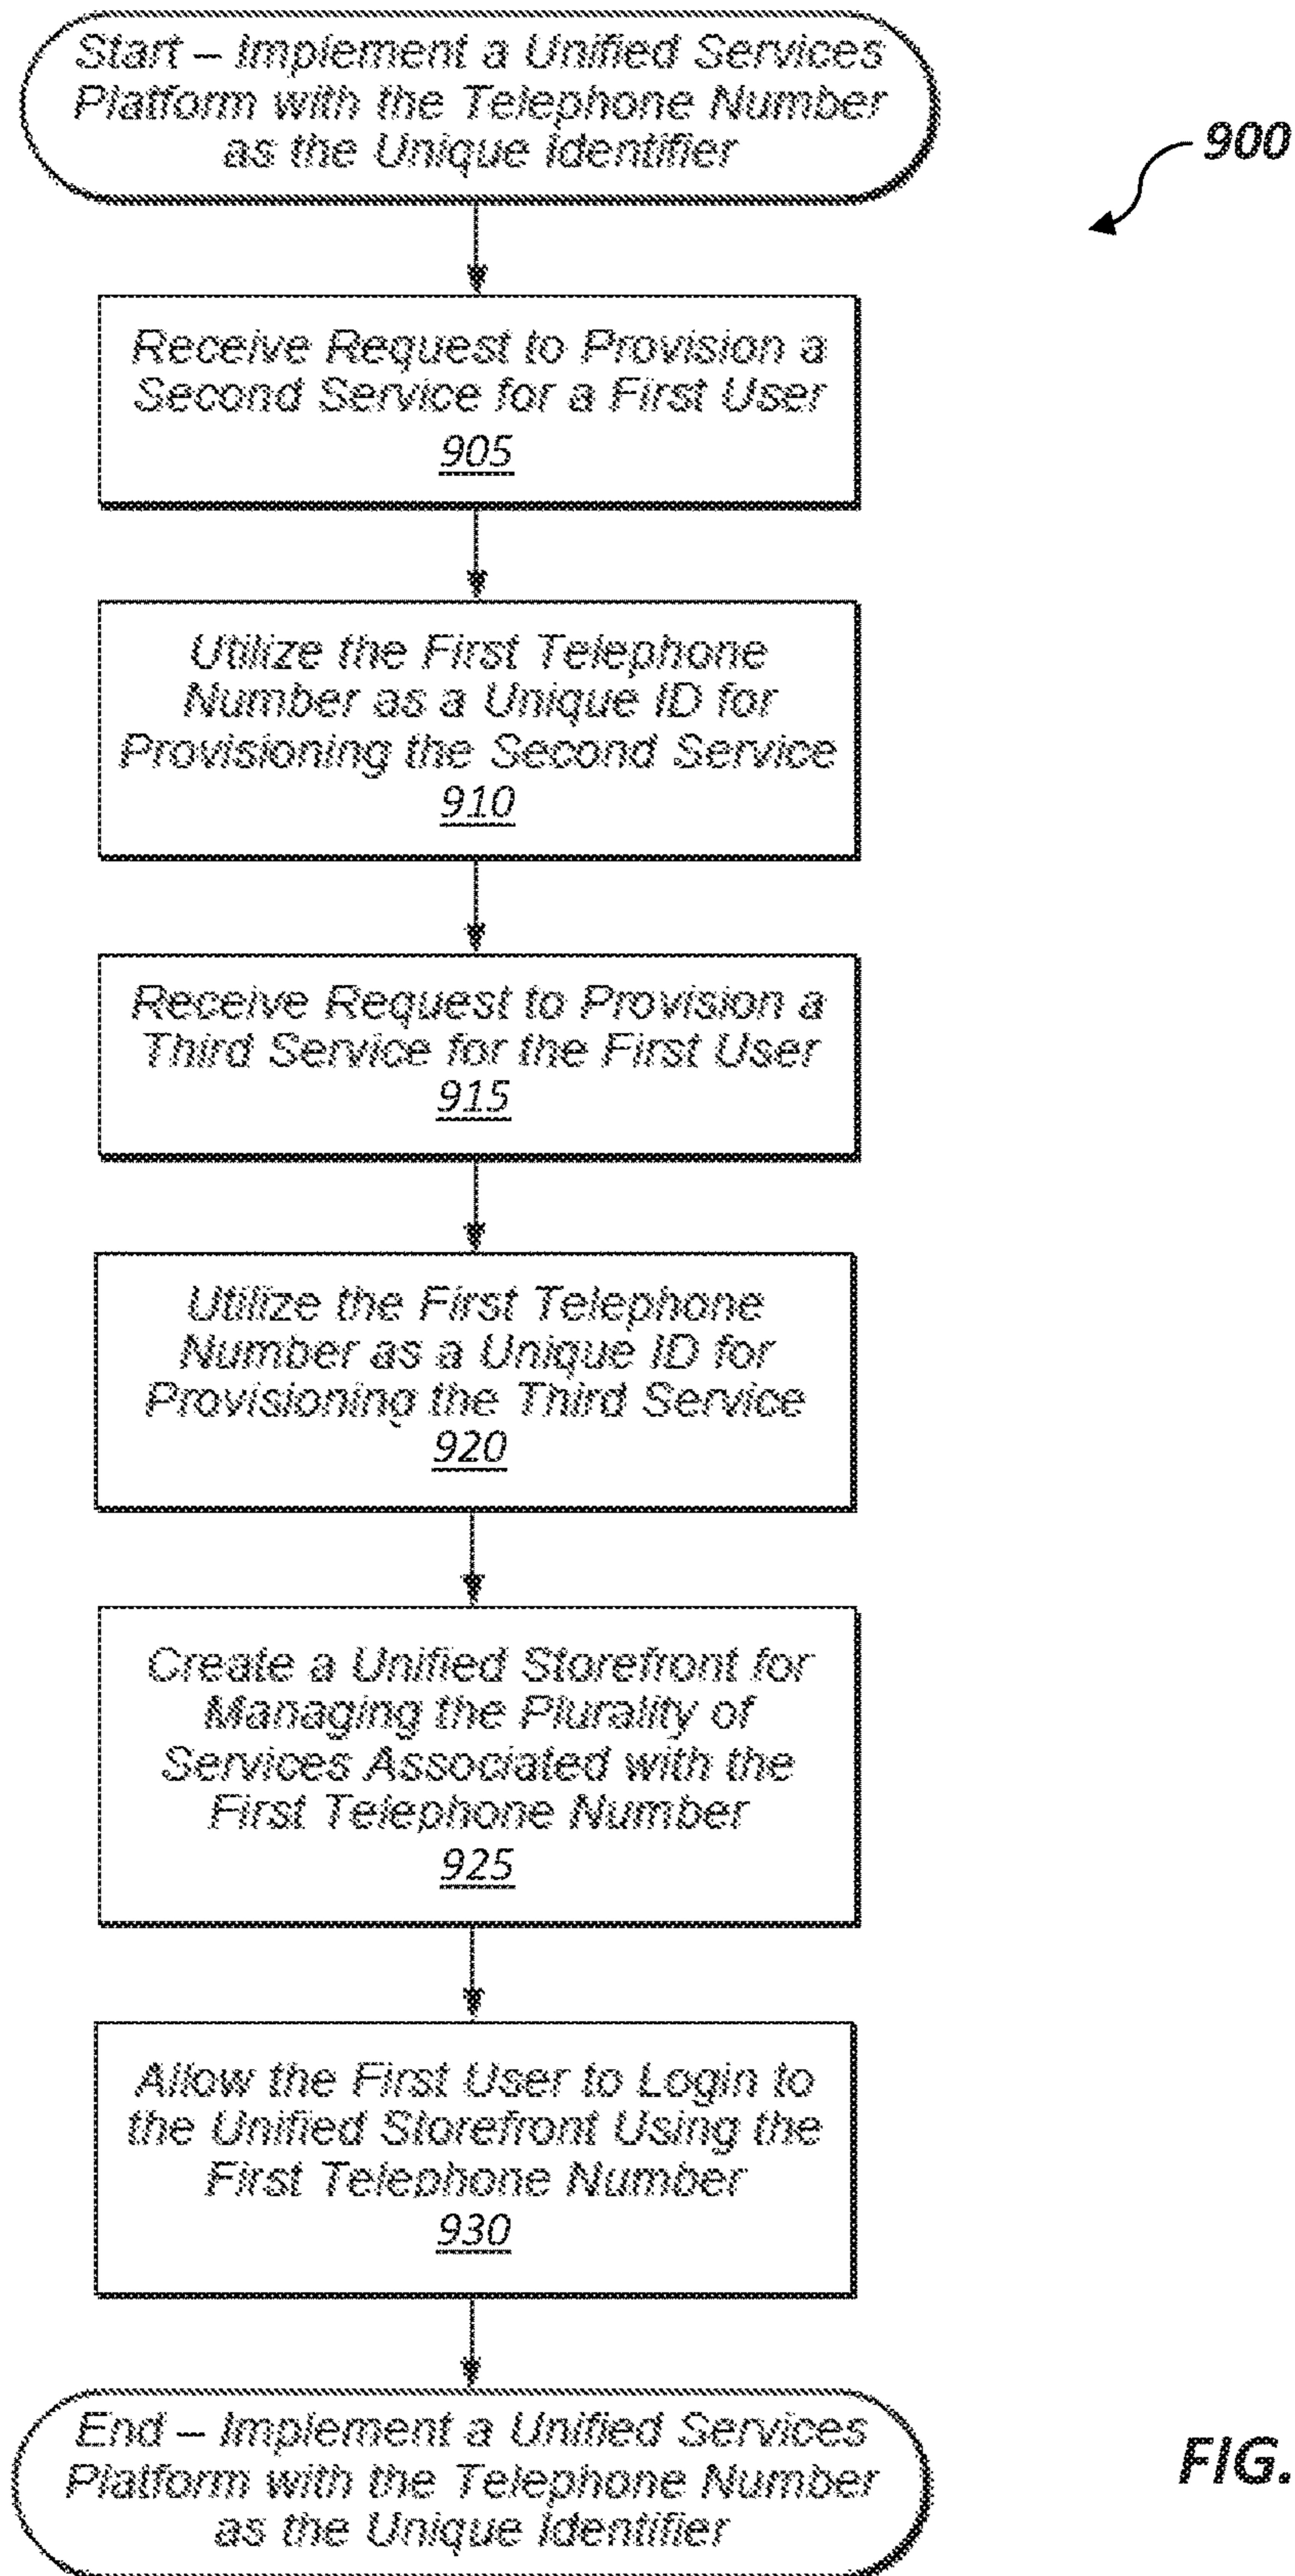 Start – Implement a Unified Services
Platform with the Telephone Number
as the Unique Identifier
900
Receive Request to Provision a
Second Service for a First User
905
Utilize the First Telephone
Number as a Unique ID for
Provisioning the Second Service
910
Receive Request to Provision a
Third Service for the First User
915
Utilize the First Telephone
Number as a Unique ID for
Provisioning the Third Service
920
Create a Unified Storefront for
Managing the Plurality of
Services Associated with the
First Telephone Number
925
Allow the First User to Login to
the Unified Storefront Using the
First Telephone Number
930
End – Implement a Unified Services
Platform with the Telephone Number
as the Unique Identifier
FIG.